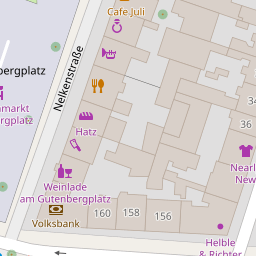 Cafe.Juli
Nelkenstraße
bergplatz
markt
rgplatz
Hatz
34
36
Nearl
New
Weinlade
am Gutenbergplatz
Volksbank
160
158
156
Helble
& Richter